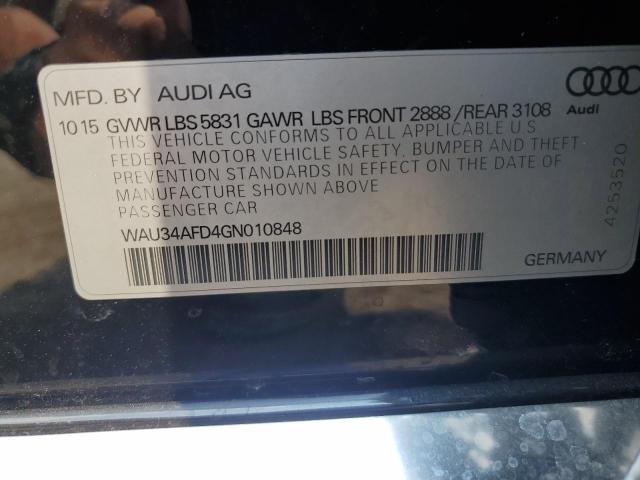 MFD. BY AUDI AG
Audi
10 15 GVWR LBS 5831 GAWR LBS FRONT 2888 /REAR 3108
THIS VEHICLE CONFORMS TO ALL APPLICABLE U S
FEDERAL MOTOR VEHICLE SAFETY, BUMPER AND THEFT
PREVENTION STANDARDS IN EFFECT ON THE DATE OF
MANUFACTURE SHOWN ABOVE
PASSENGER CAR
4253520
WAU34AFD4GN010848
GERMANY